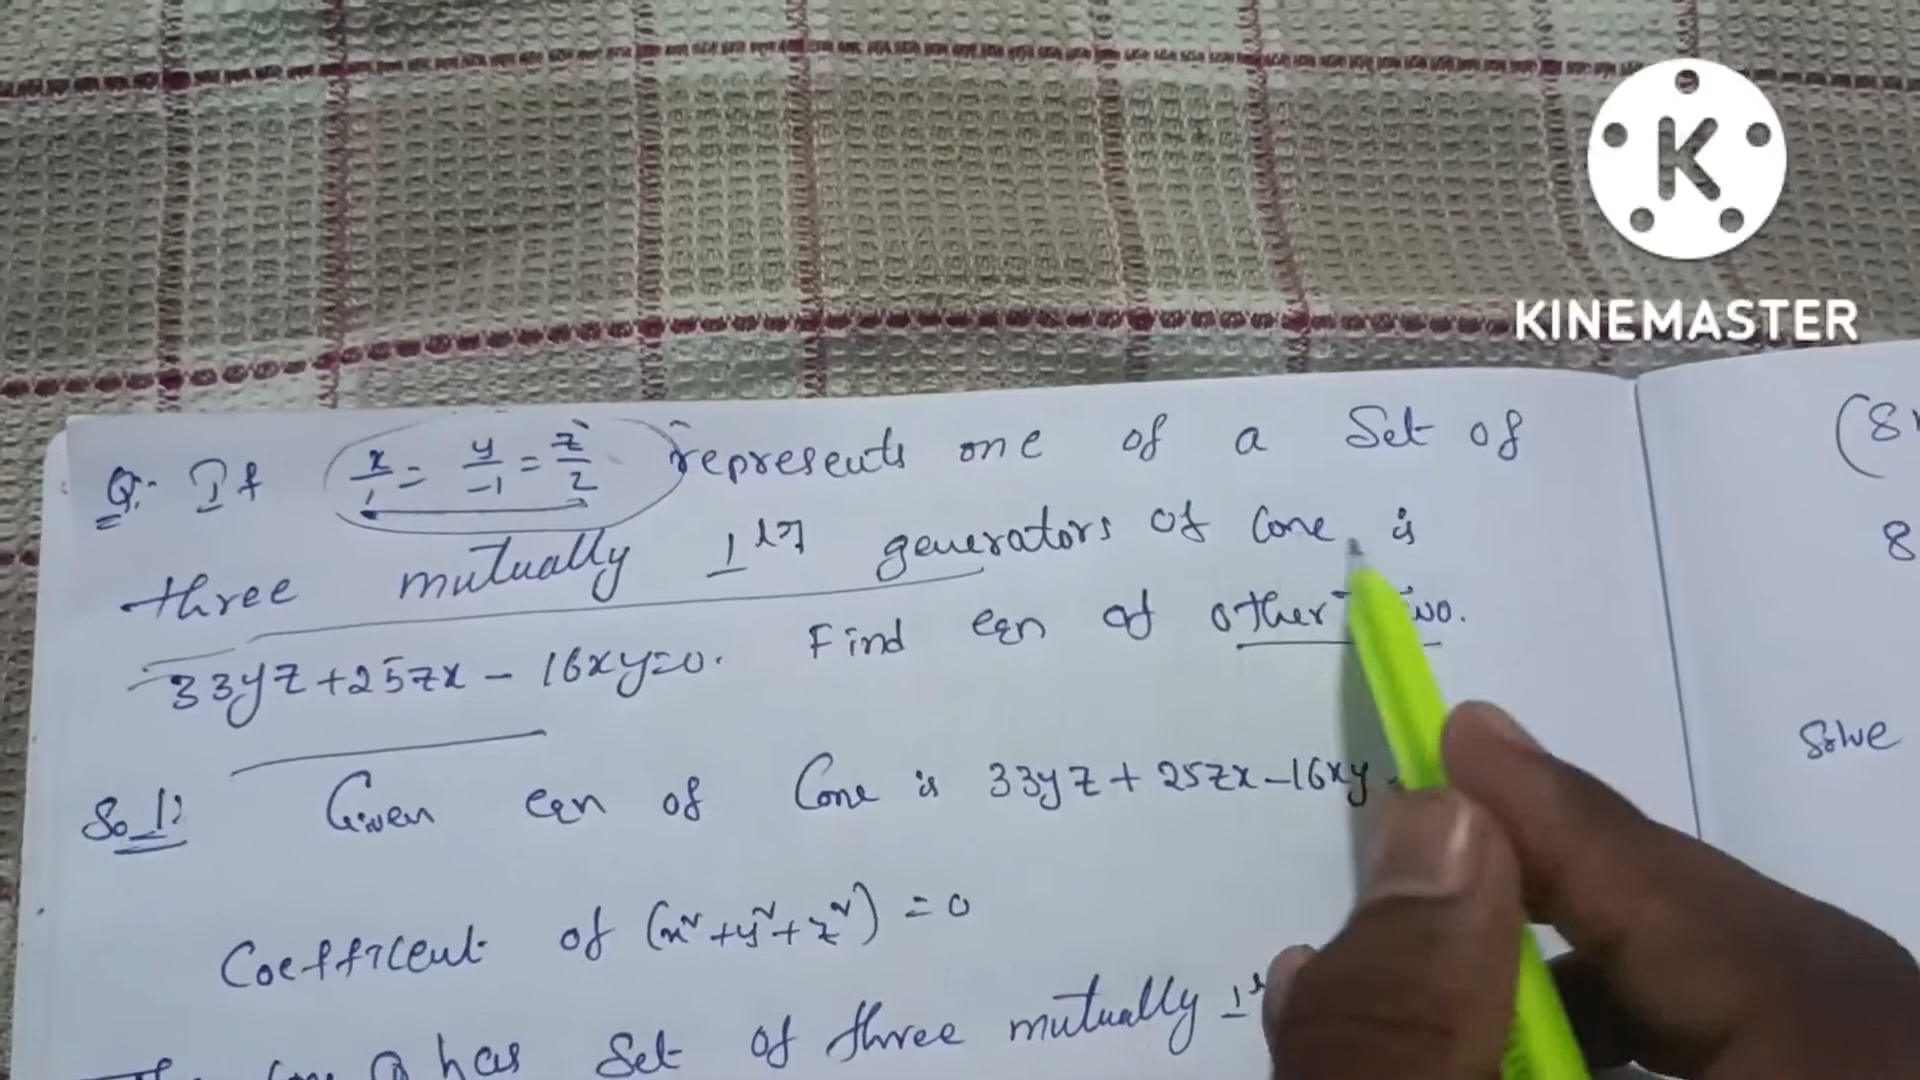 K
KINEMASTER
Q:- If x/1 = y/-1 = z/2 represents one of a Set of
three mutually ⊥ler generators of Cone is
33yz+25zx-16xy=0. Find eqn of other two.
Sol: Given eqn of Cone is 33yz+25zx-16xy
Coefficent of (x²+y²+z²)=0
has Set of three mutually
(8
8
Solve